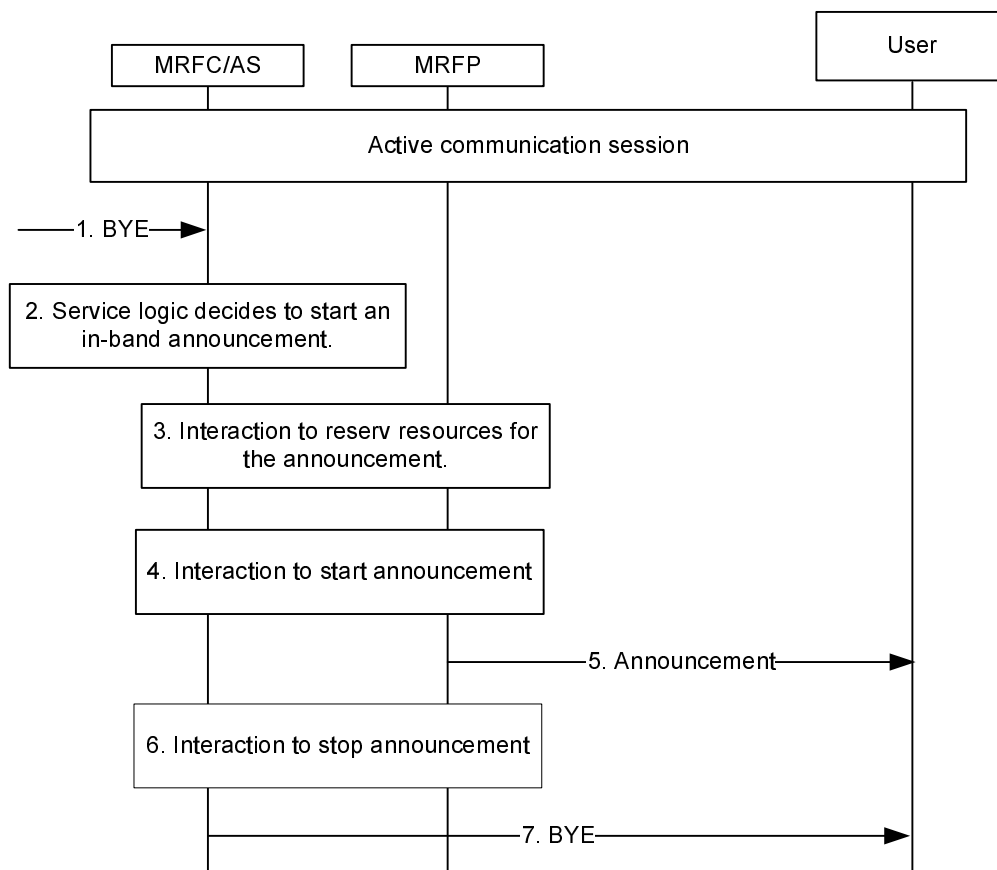 User
MRFC/AS
MRFP
Active communication session
1. BYE
2. Service logic decides to start an
in-band announcement.
3. Interaction to reserv resources for
the announcement.
4. Interaction to start announcement
5. Announcement
6. Interaction to stop announcement
7. BYE